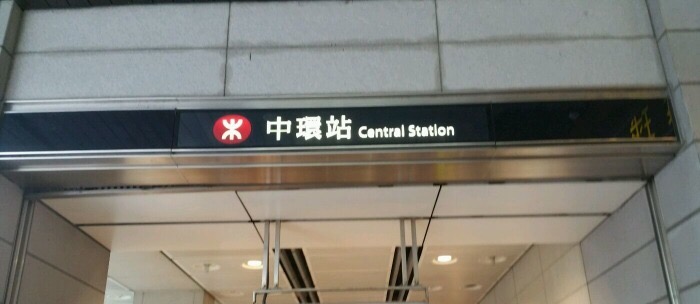 中環站 Central Station